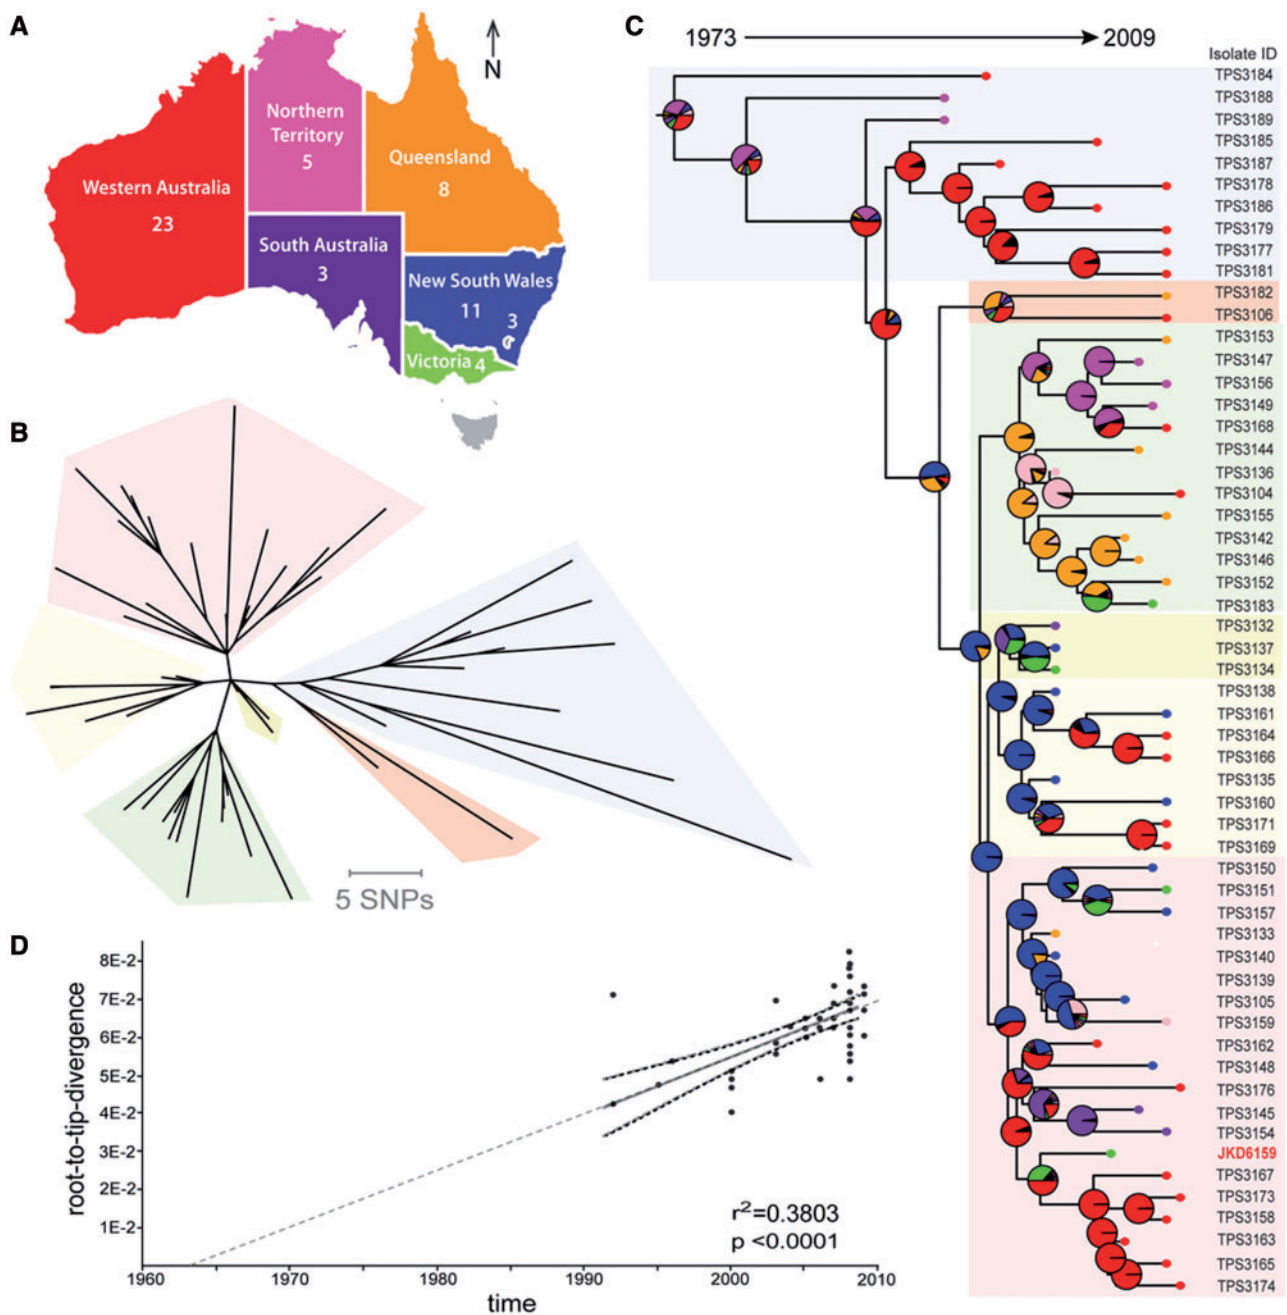 A
N
Northern
Territory
5
Queensland
8
Western Australia
23
South Australia
3
New South Wales
11
3
Victoria 4
B
5 SNPs
C
1973
2009
Isolate ID
TPS3184
TPS3188
TPS3189
TPS3185
TPS3187
TPS3178
TPS3186
TPS3179
TPS3177
TPS3181
TPS3182
TPS3106
TPS3153
TPS3147
TPS3156
TPS3149
TPS3168
TPS3144
TPS3136
TPS3104
TPS3155
TPS3142
TPS3146
TPS3152
TPS3183
TPS3132
TPS3137
TPS3134
TPS3138
TPS3161
TPS3164
TPS3166
TPS3135
TPS3160
TPS3171
TPS3169
TPS3150
TPS3151
TPS3157
TPS3133
TPS3140
TPS3139
TPS3105
TPS3159
TPS3162
TPS3148
TPS3176
TPS3145
TPS3154
JKD6159
TPS3167
TPS3173
TPS3158
TPS3163
TPS3165
TPS3174
D
root-to-tip-divergence
8E-2
7E-2
6E-2
5E-2
4E-2
3E-2
2E-2
1E-2
r²=0.3803
p <0.0001
1960
1970
1980
1990
2000
2010
time